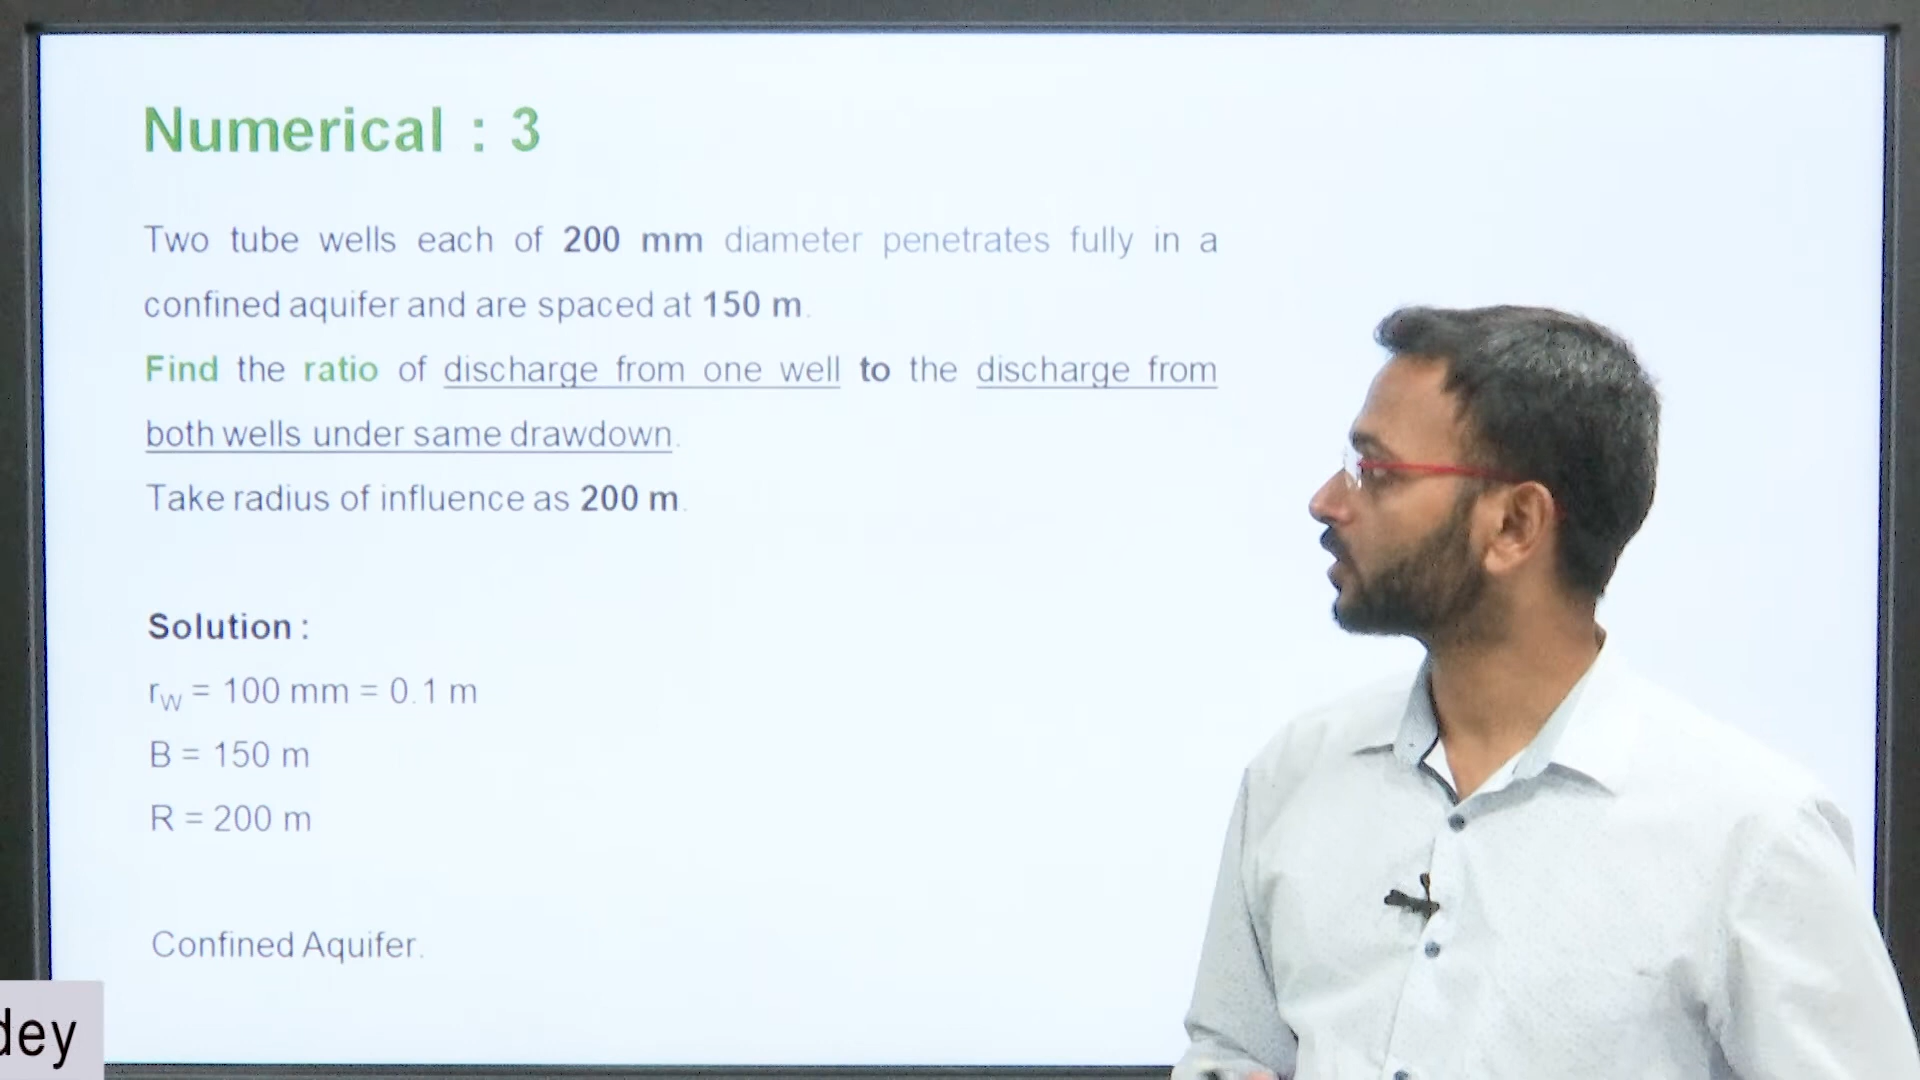 Numerical : 3
Two tube wells each of 200 mm diameter penetrates fully in a
confined aquifer and are spaced at 150 m.
Find the ratio of discharge from one well to the discharge from
both wells under same drawdown.
Take radius of influence as 200 m.
Solution :
rw = 100 mm = 0.1 m
B = 150 m
R = 200 m
Confined Aquifer.
dey